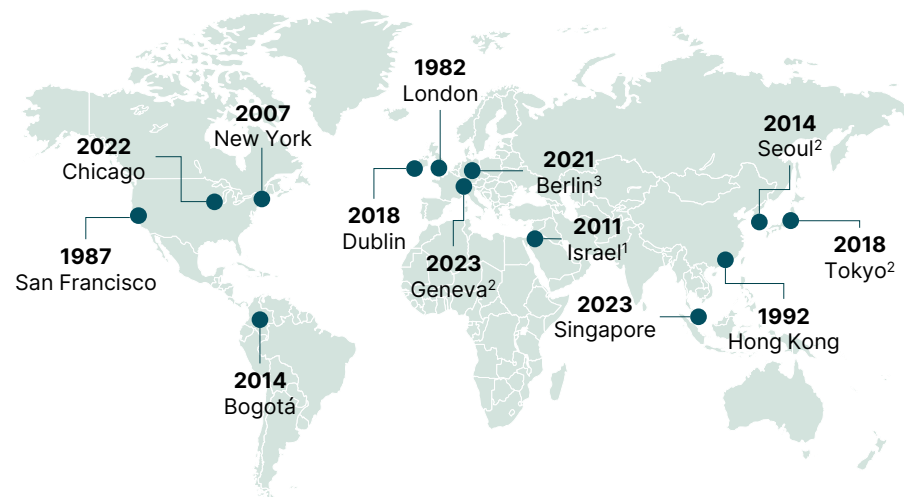 1982
London
2007
New York
2022
Chicago
2014
Seoul²
2021
Berlin³
2018
Dublin
2011
Israel¹
2018
Tokyo²
1987
San Francisco
2023
Geneva²
2023
Singapore
1992
Hong Kong
2014
Bogotá